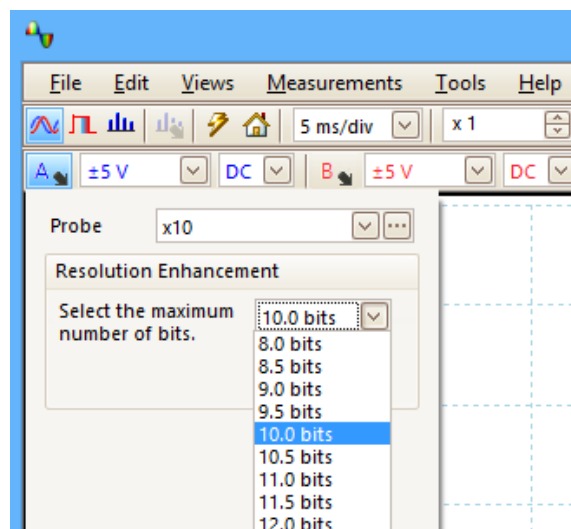 File Edit Views Measurements Tools Help
5 ms/div x 1
A ±5 V DC B ±5 V DC
Probe x10
Resolution Enhancement
Select the maximum 10.0 bits
number of bits.
8.0 bits
8.5 bits
9.0 bits
9.5 bits
10.0 bits
10.5 bits
11.0 bits
11.5 bits
12.0 bits